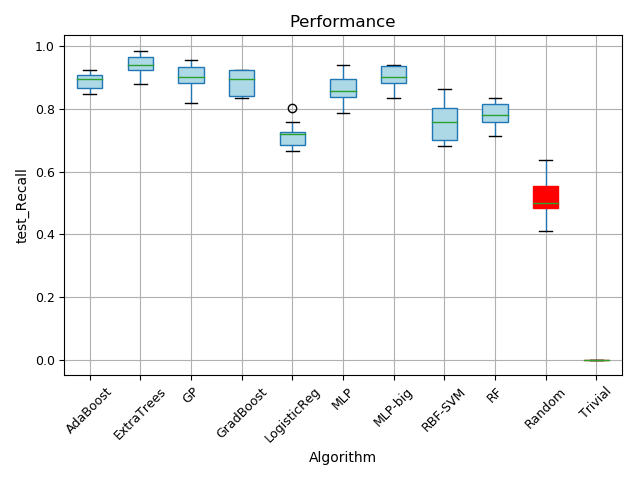 Performance
test_Recall
1.0
0.8
0.6
0.4
0.2
0.0
AdaBoost
ExtraTrees
GP
GradBoost
LogisticReg
MLP
MLP-big
RBF-SVM
RF
Random
Trivial
Algorithm